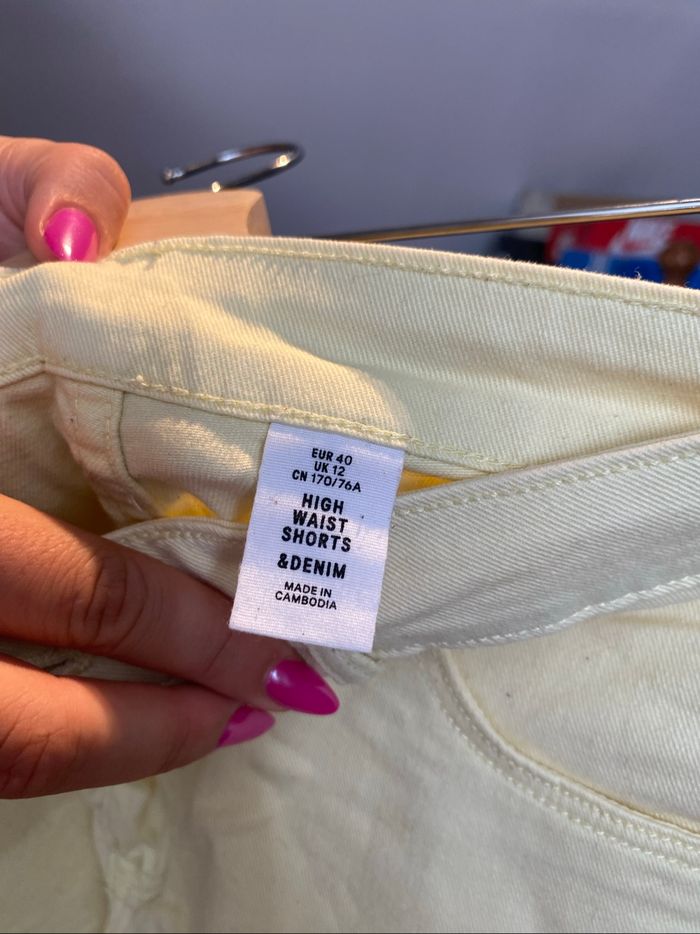 EUR 40
UK 12
CN 170/76A
HIGH
WAIST
SHORTS
&DENIM
MADE IN
CAMBODIA